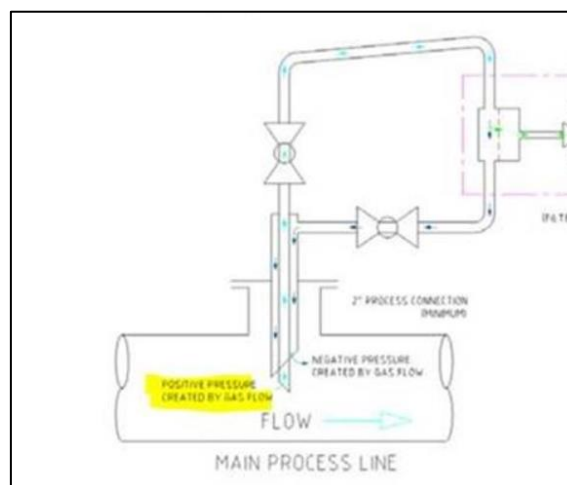 2" PROCESS CONNECTION
(MINIMUM)
NEGATIVE PRESSURE
CREATED BY GAS FLOW
POSITIVE PRESSURE
CREATED BY GAS FLOW
FLOW
MAIN PROCESS LINE